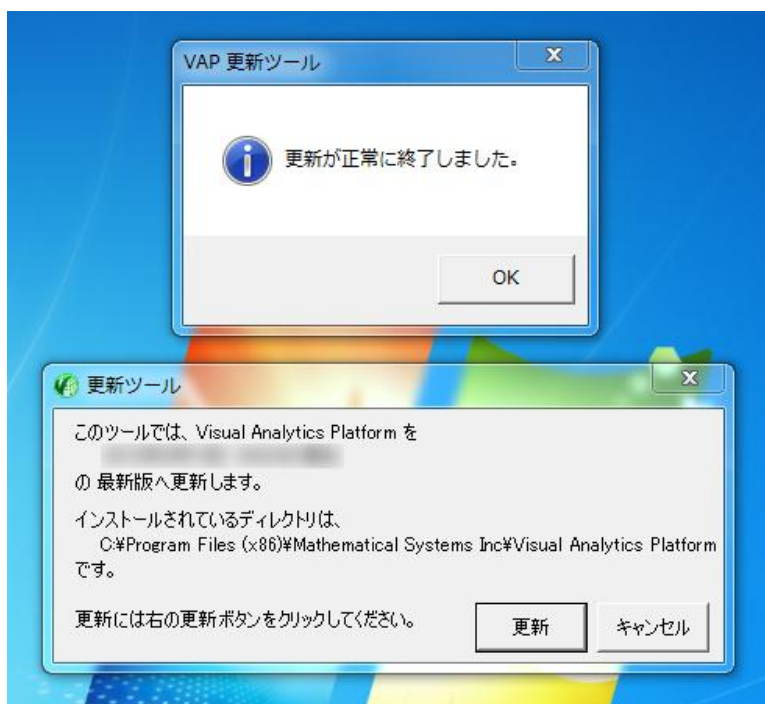 VAP 更新ツール
更新が正常に終了しました。
OK
更新ツール
このツールでは、Visual Analytics Platform を
の 最新版へ更新します。
インストールされているディレクトリは、
C:¥Program Files (x86)¥Mathematical Systems Inc¥Visual Analytics Platform
です。
更新には右の更新ボタンをクリックしてください。
更新
キャンセル